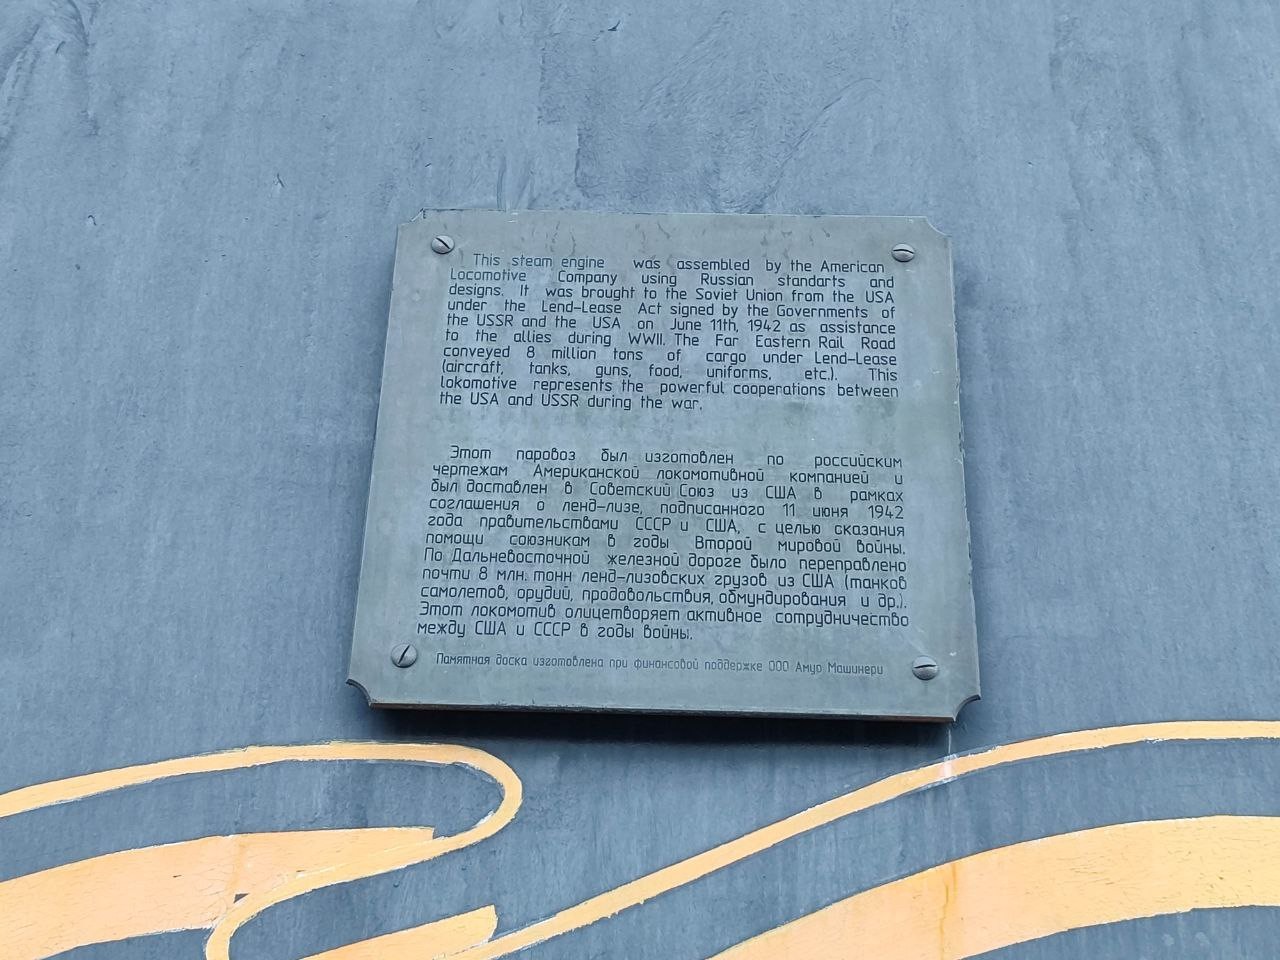 This steam engine was assembled by the American
Locomotive Company using Russian standarts and
designs. It was brought to the Soviet Union from the USA
under the Lend-Lease Act signed by the Governments of
the USSR and the USA on June 11th, 1942 as assistance
to the allies during WWII. The Far Eastern Rail Road
conveyed 8 million tons of cargo under Lend-Lease
(aircraft, tanks, guns, food, uniforms, etc.). This
lokomotive represents the powerful cooperations between
the USA and USSR during the war.
Этот паровоз был изготовлен по российским
чертежам Американской локомотивной компанией и
был доставлен в Советский Союз из США в рамках
соглашения о ленд-лизе, подписанного 11 июня 1942
года правительствами СССР и США, с целью оказания
помощи союзникам в годы Второй мировой войны.
По Дальневосточной железной дороге было переправлено
почти 8 млн. тонн ленд-лизовских грузов из США (танков
самолетов, орудий, продовольствия, обмундирования и др.).
Этот локомотив олицетворяет активное сотрудничество
между США и СССР в годы войны.
Памятная доска изготовлена при финансовой поддержке ООО Амур Машинери